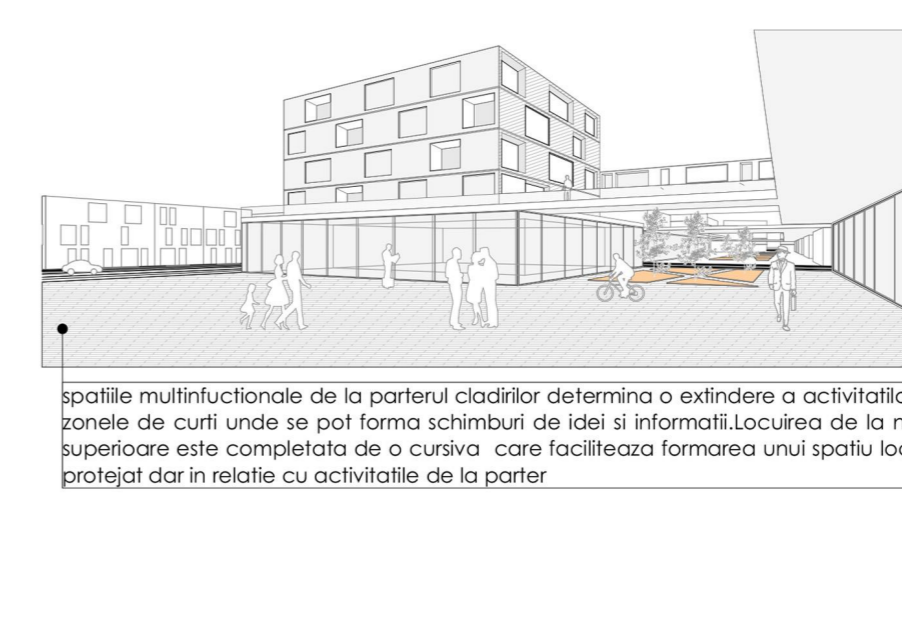 spatiile multinfuctionale de la parterul cladirilor determina o extindere a
zonele de curti unde se pot forma schimburi de idei si informatii.Locuirea de la
superioare este completata de o cursiva care faciliteaza formarea unui spatiu
protejat dar in relatie cu activitatile de la parter